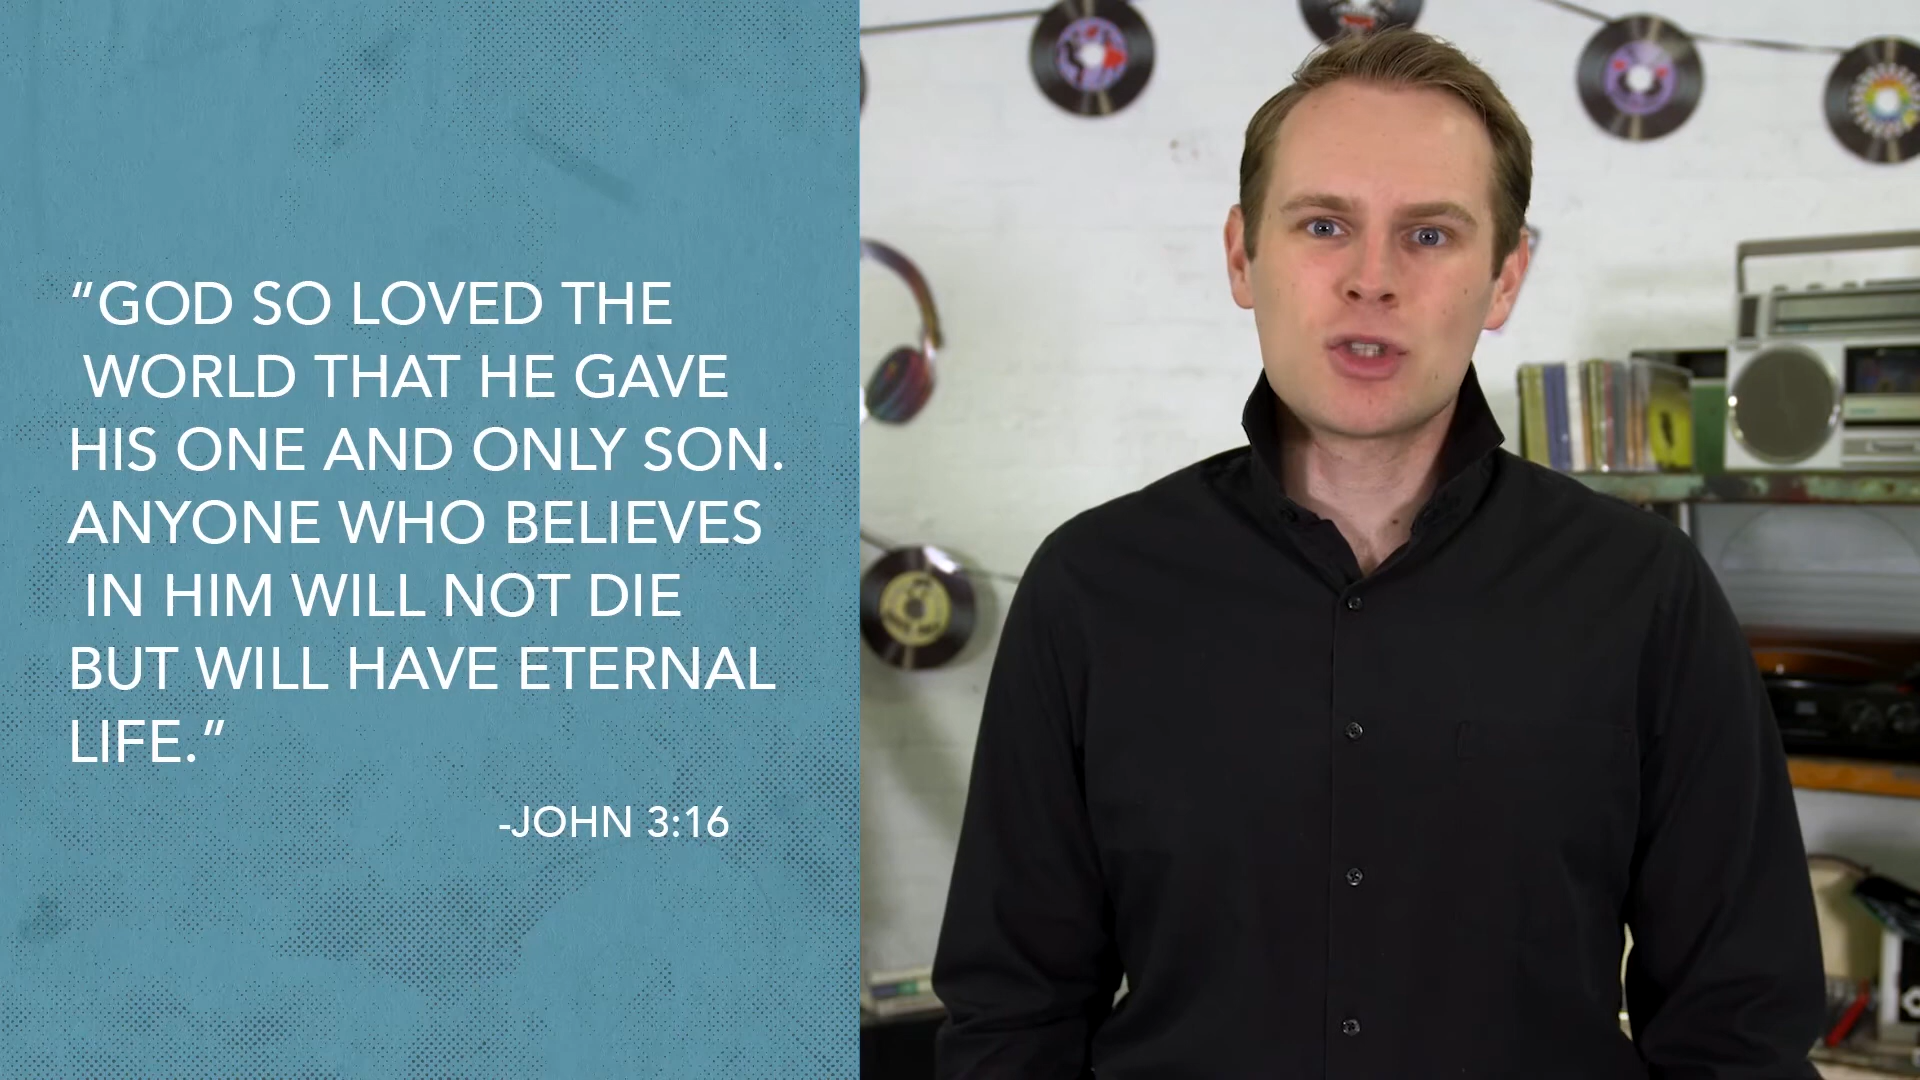 “GOD SO LOVED THE
WORLD THAT HE GAVE
HIS ONE AND ONLY SON.
ANYONE WHO BELIEVES
IN HIM WILL NOT DIE
BUT WILL HAVE ETERNAL
LIFE.”
-JOHN 3:16